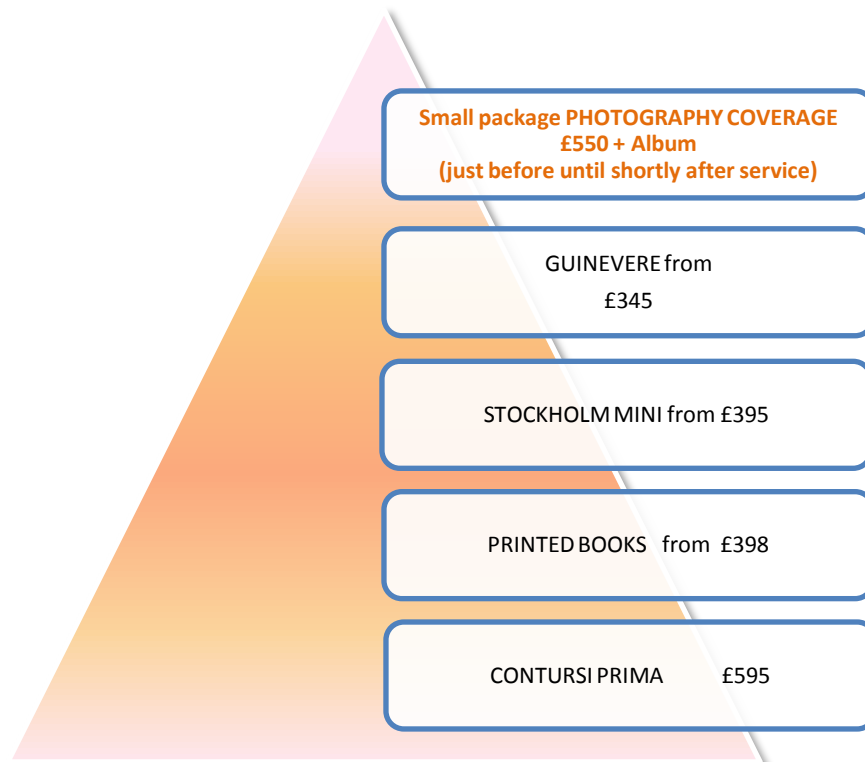 Small package PHOTOGRAPHY COVERAGE
£550 + Album
(just before until shortly after service)
GUINEVERE from
£345
STOCKHOLM MINI from £395
PRINTED BOOKS from £398
CONTURSI PRIMA £595